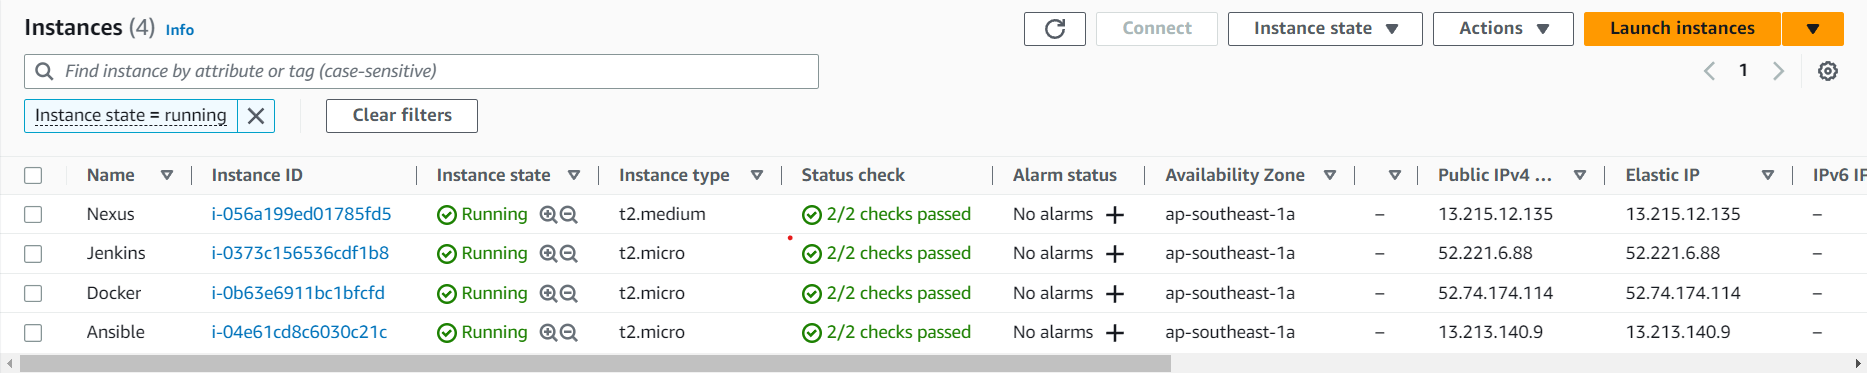 Instances (4) Info Connect Instance state Actions Launch instances
Find instance by attribute or tag (case-sensitive) 1
Instance state = running Clear filters
Name Instance ID Instance state Instance type Status check Alarm status Availability Zone Public IPv4 ... Elastic IP IPv6 IP
Nexus i-056a199ed01785fd5 Running t2.medium 2/2 checks passed No alarms + ap-southeast-1a – 13.215.12.135 13.215.12.135 –
Jenkins i-0373c156536cdf1b8 Running t2.micro 2/2 checks passed No alarms + ap-southeast-1a – 52.221.6.88 52.221.6.88 –
Docker i-0b63e6911bc1bfcfd Running t2.micro 2/2 checks passed No alarms + ap-southeast-1a – 52.74.174.114 52.74.174.114 –
Ansible i-04e61cd8c6030c21c Running t2.micro 2/2 checks passed No alarms + ap-southeast-1a – 13.213.140.9 13.213.140.9 –